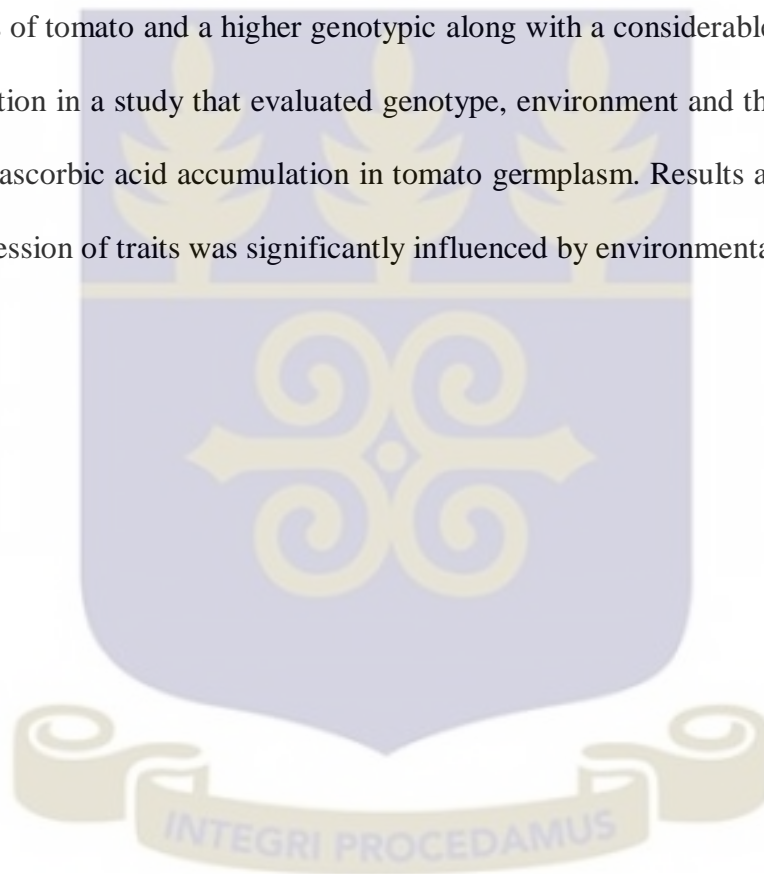 of tomato and a higher genotypic along with a considerable
tion in a study that evaluated genotype, environment and th
ascorbic acid accumulation in tomato germplasm. Results a
ession of traits was significantly influenced by environmenta
INTEGRI PROCEDAMUS